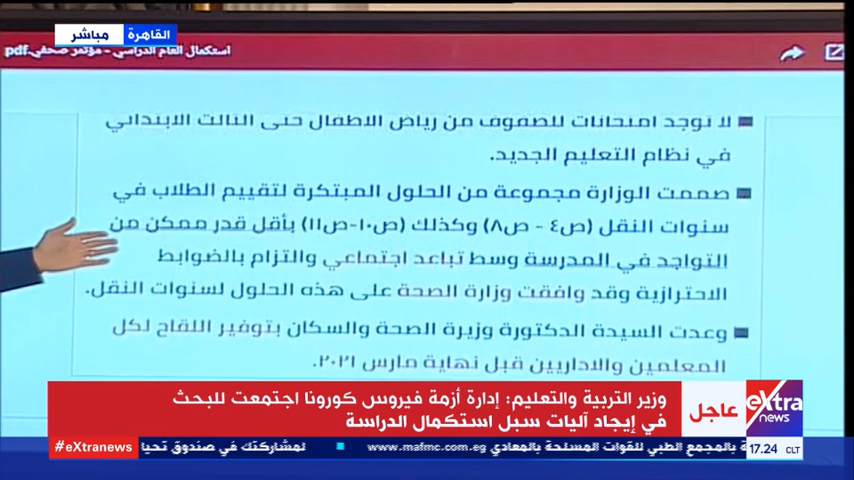 القاهرة مباشر
استكمال العام الدراسي - مؤتمر صحفي.pdf
لا توجد امتحانات للصفوف من رياض الاطفال حتى الثالث الابتدائي
في نظام التعليم الجديد.
صممت الوزارة مجموعة من الحلول المبتكرة لتقييم الطلاب في
سنوات النقل (ص٤ - ص٨) وكذلك (ص١٠-ص١١) بأقل قدر ممكن من
التواجد في المدرسة وسط تباعد اجتماعي والتزام بالضوابط
الاحترازية وقد وافقت وزارة الصحة على هذه الحلول لسنوات النقل.
وعدت السيدة الدكتورة وزيرة الصحة والسكان بتوفير اللقاح لكل
المعلمين والاداريين قبل نهاية مارس ٢٠٢١.
عاجل
وزير التربية والتعليم: إدارة أزمة فيروس كورونا اجتمعت للبحث
في إيجاد آليات سبل استكمال الدراسة
eXtra news
#eXtranews
بالمجمع الطبي للقوات المسلحة بالمعادي www.mafmc.com.eg
لمشاركتك في صندوق تحيا
17.24 CLT